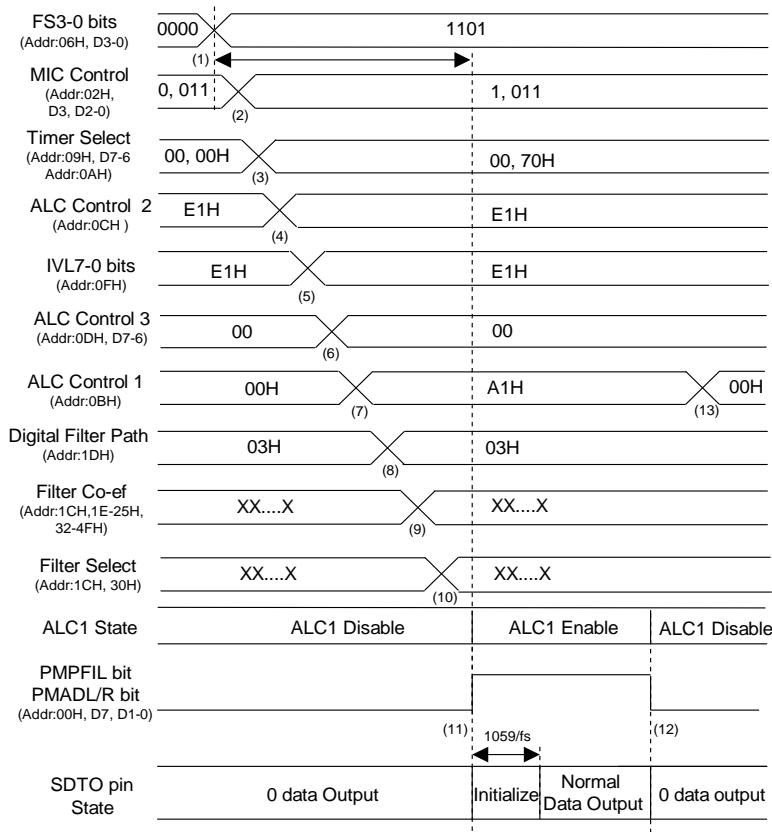 FS3-0 bits
(Addr:06H, D3-0)
0000
1101
(1)
MIC Control
(Addr:02H,
D3, D2-0)
0, 011
1, 011
(2)
Timer Select
(Addr:09H, D7-6
Addr:0AH)
00, 00H
00, 70H
(3)
ALC Control 2
(Addr:0CH )
E1H
E1H
(4)
IVL7-0 bits
(Addr:0FH)
E1H
E1H
(5)
ALC Control 3
(Addr:0DH, D7-6)
00
00
(6)
ALC Control 1
(Addr:0BH)
00H
A1H
00H
(7)
(13)
Digital Filter Path
(Addr:1DH)
03H
03H
(8)
Filter Co-ef
(Addr:1CH,1E-25H,
32-4FH)
XX....X
XX....X
(9)
Filter Select
(Addr:1CH, 30H)
XX....X
XX....X
(10)
ALC1 State
ALC1 Disable
ALC1 Enable
ALC1 Disable
PMPFIL bit
PMADL/R bit
(Addr:00H, D7, D1-0)
(11)
(12)
1059/fs
SDTO pin
State
0 data Output
Initialize
Normal
Data Output
0 data output